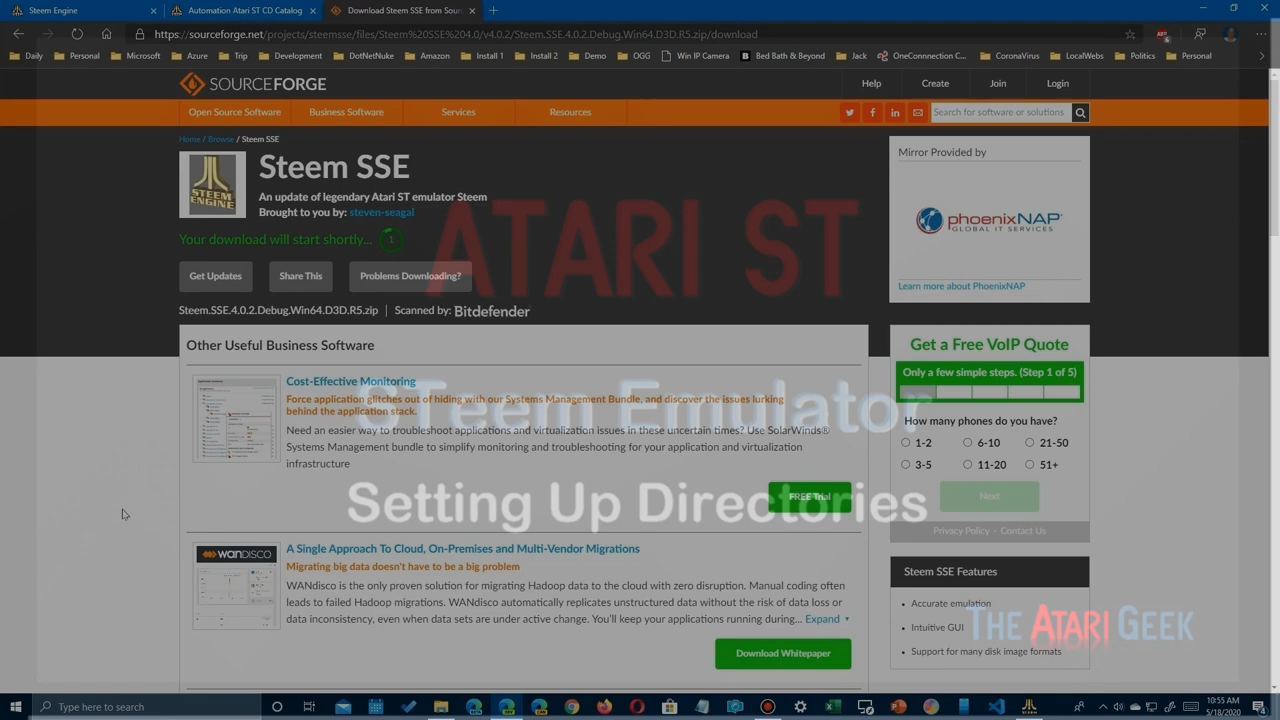 Steem Engine
Automation Atari ST CD Catalog
Download Steem SSE from Sour
https://sourceforge.net/projects/steemsse/files/Steem%20SSE%204.0/v4.0.2/Steem.SSE.4.0.2.Debug.Win64.D3D.R5.zip/download
Daily Personal Microsoft Azure Trip Development DotNetNuke Amazon Install 1 Install 2 Demo OGG Win IP Camera Bed Bath & Beyond Jack OneConnection C... CoronaVirus LocalWebs Politics Personal
SOURCEFORGE
Help Create Join Login
Open Source Software Business Software Services Resources
Search for software or solutions
Home / Browse / Steem SSE
STEEM ENGINE
Steem SSE
An update of legendary Atari ST emulator Steem
Brought to you by: steven-seagal
Your download will start shortly... 1
Get Updates Share This Problems Downloading?
Steem.SSE.4.0.2.Debug.Win64.D3D.R5.zip | Scanned by: Bitdefender
Mirror Provided by
phoenixNAP
GLOBAL IT SERVICES
Learn more about PhoenixNAP
ATARI ST
STeem Emulator
Setting Up Directories
THE ATARI GEEK
Other Useful Business Software
Cost-Effective Monitoring
Force application glitches out of hiding with our Systems Management Bundle, and discover the issues lurking
behind the application stack.
Need an easier way to troubleshoot applications and virtualization issues in these uncertain times? Use SolarWinds®
Systems Management bundle to simplify monitoring and troubleshooting for your application and virtualization
infrastructure
FREE Trial
WANDISCO
A Single Approach To Cloud, On-Premises and Multi-Vendor Migrations
Migrating big data doesn't have to be a big problem
WANdisco is the only proven solution for migrating Hadoop data to the cloud with zero disruption. Manual coding often
leads to failed Hadoop migrations. WANdisco automatically replicates unstructured data without the risk of data loss or
data inconsistency, even when data sets are under active change. You'll keep your applications running during... Expand
Download Whitepaper
Get a Free VoIP Quote
Only a few simple steps. (Step 1 of 5)
How many phones do you have?
1-2 6-10 21-50
3-5 11-20 51+
Next
Privacy Policy - Contact Us
Steem SSE Features
Accurate emulation
Intuitive GUI
Support for many disk image formats
Type here to search
10:55 AM
5/18/2020